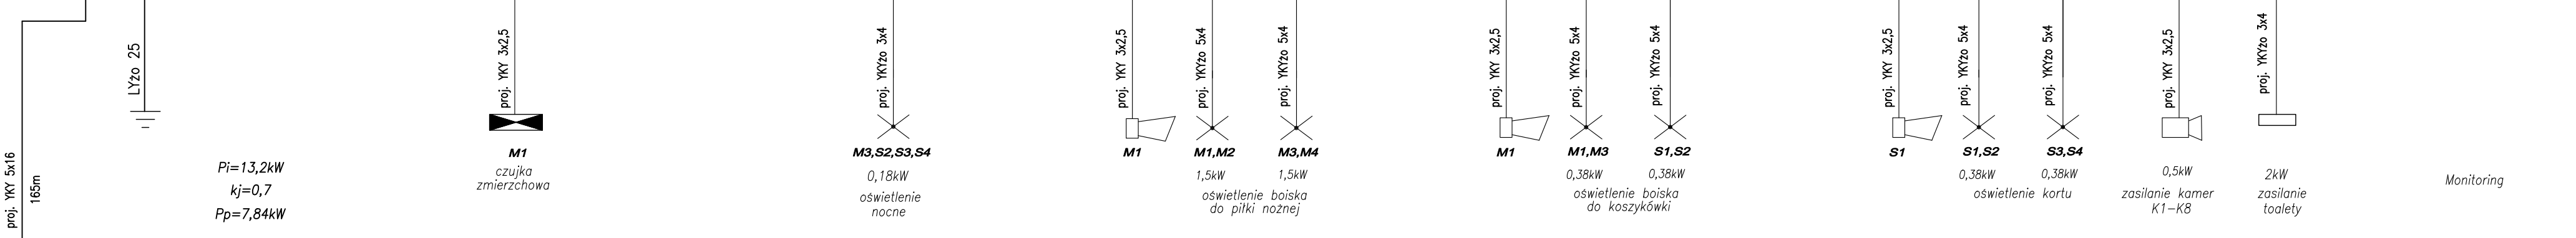 proj. YKY 5x16
165m
LYżo 25
Pi=13,2kW
kj=0,7
Pp=7,84kW
proj. YKY 3x2,5
M1
czujka
zmierzchowa
proj. YKYżo 3x4
M3,S2,S3,S4
0,18kW
oświetlenie
nocne
proj. YKY 3x2,5
M1
proj. YKYżo 5x4
M1,M2
1,5kW
proj. YKYżo 5x4
M3,M4
1,5kW
oświetlenie boiska
do piłki nożnej
proj. YKY 3x2,5
M1
proj. YKYżo 5x4
M1,M3
0,38kW
proj. YKYżo 5x4
S1,S2
0,38kW
oświetlenie boiska
do koszykówki
proj. YKY 3x2,5
S1
proj. YKYżo 5x4
S1,S2
0,38kW
proj. YKYżo 5x4
S3,S4
0,38kW
oświetlenie kortu
proj. YKY 3x2,5
0,5kW
zasilanie kamer
K1-K8
proj. YKYżo 3x4
2kW
zasilanie
toalety
Monitoring